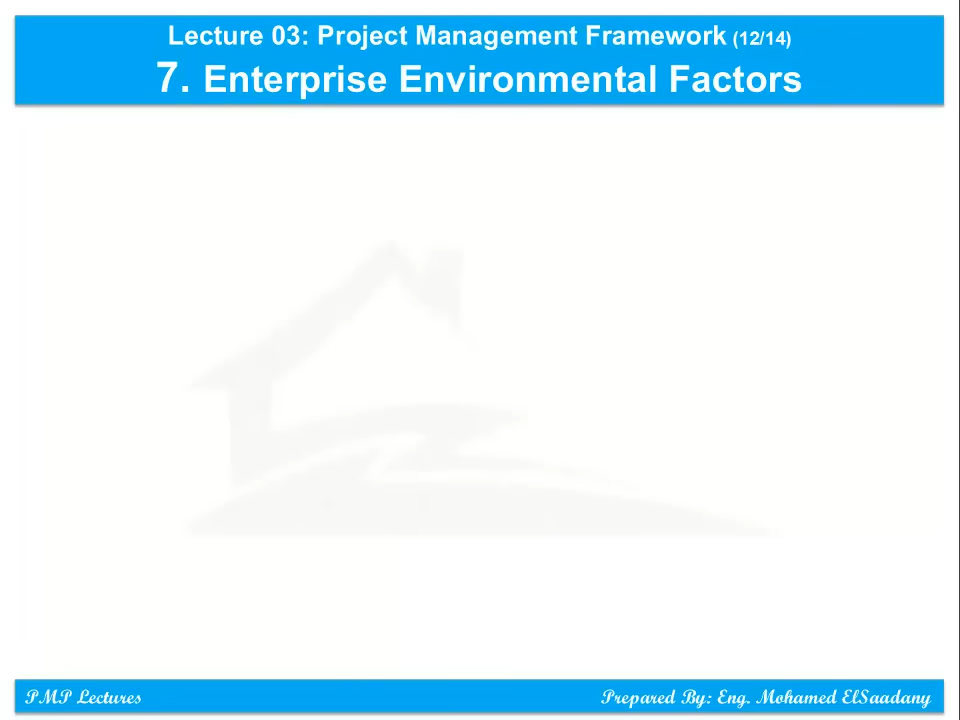 Lecture 03: Project Management Framework (12/14)
7. Enterprise Environmental Factors
PMP Lectures
Prepared By: Eng. Mohamed ElSaadany